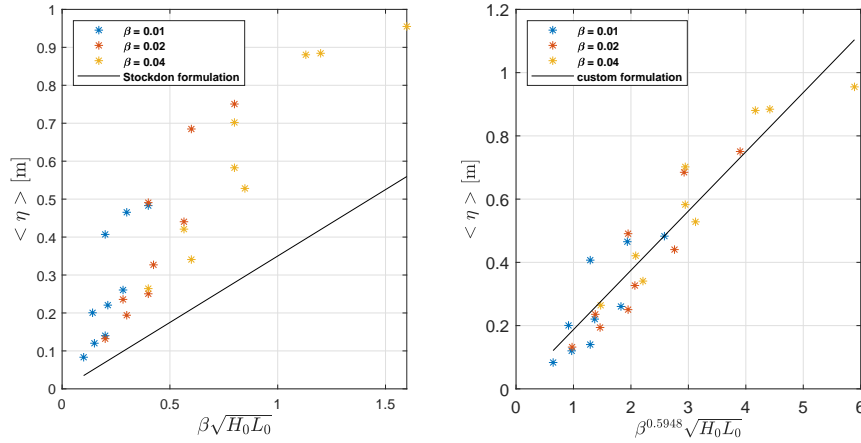 1
0.9
0.8
0.7
0.6
0.5
0.4
0.3
0.2
0.1
0
< η > [m]
β = 0.01
β = 0.02
β = 0.04
Stockdon formulation
0 0.5 1 1.5
β√H₀L₀
1.2
1
0.8
0.6
0.4
0.2
0
< η > [m]
β = 0.01
β = 0.02
β = 0.04
custom formulation
0 1 2 3 4 5 6
β^0.5948√H₀L₀